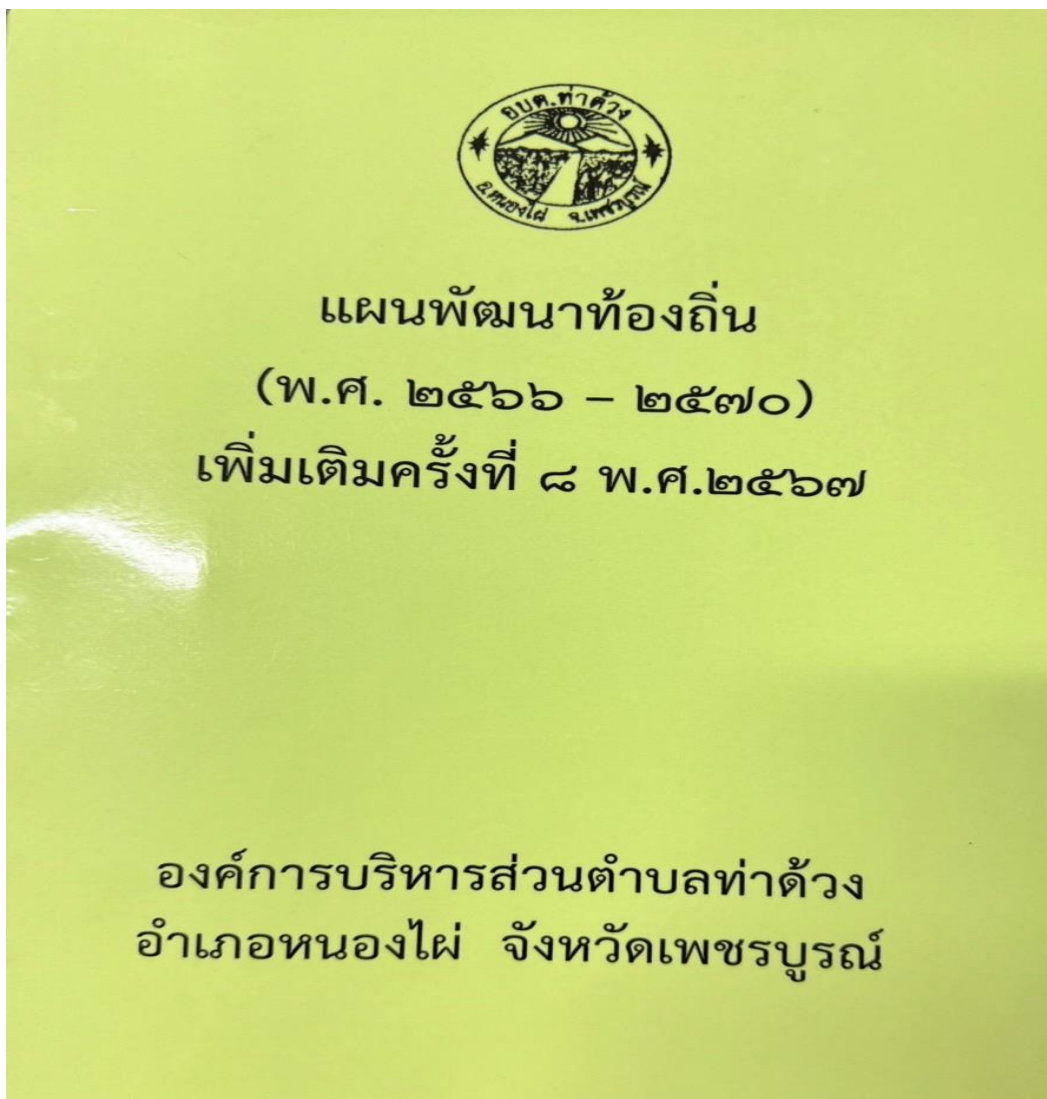 อบต.ท่าด้วง
อ.หนองไผ่ จ.เพชรบูรณ์
แผนพัฒนาท้องถิ่น
(พ.ศ. ๒๕๖๖ – ๒๕๗๐)
เพิ่มเติมครั้งที่ ๘ พ.ศ.๒๕๖๗
องค์การบริหารส่วนตำบลท่าด้วง
อำเภอหนองไผ่ จังหวัดเพชรบูรณ์